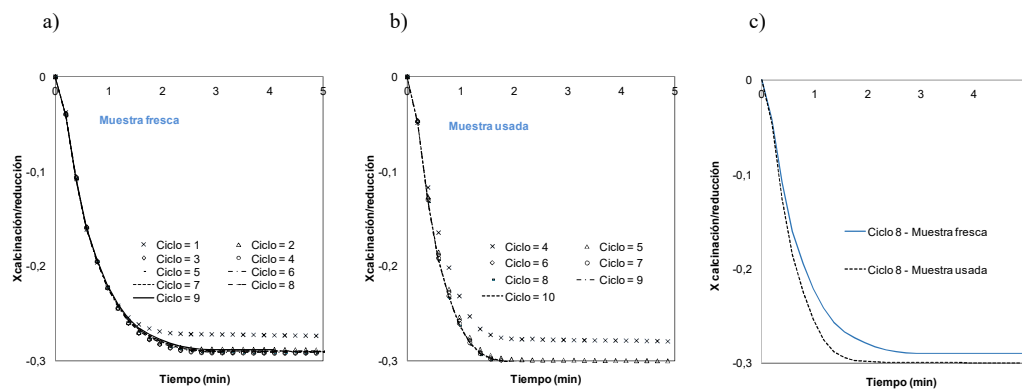 a)
b)
c)
0
0
1
2
3
4
5
-0,1
-0,2
-0,3
Xcalcinación/reducción
Tiempo (min)
Muestra fresca
Ciclo = 1
Ciclo = 2
Ciclo = 3
Ciclo = 4
Ciclo = 5
Ciclo = 6
Ciclo = 7
Ciclo = 8
Ciclo = 9
0
0
1
2
3
4
5
-0,1
-0,2
-0,3
Xcalcinación/reducción
Tiempo (min)
Muestra usada
Ciclo = 4
Ciclo = 5
Ciclo = 6
Ciclo = 7
Ciclo = 8
Ciclo = 9
Ciclo = 10
0
0
1
2
3
4
-0,1
-0,2
-0,3
X calcinación/reducción
Tiempo (min)
Ciclo 8 - Muestra fresca
Ciclo 8 - Muestra usada